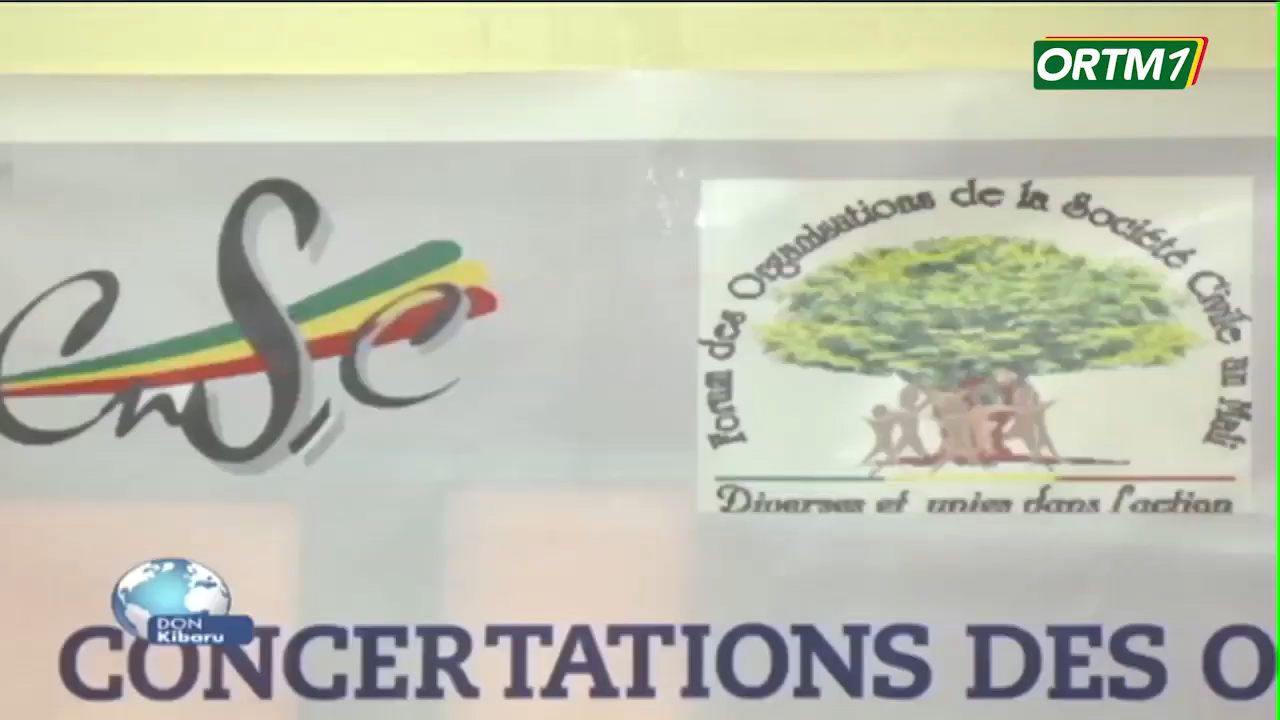 ORTM1
CNSC
Forum des Organisations de la Société Civile au Mali
Diverses et unies dans l'action
DON
Kibaru
CONCERTATIONS DES O